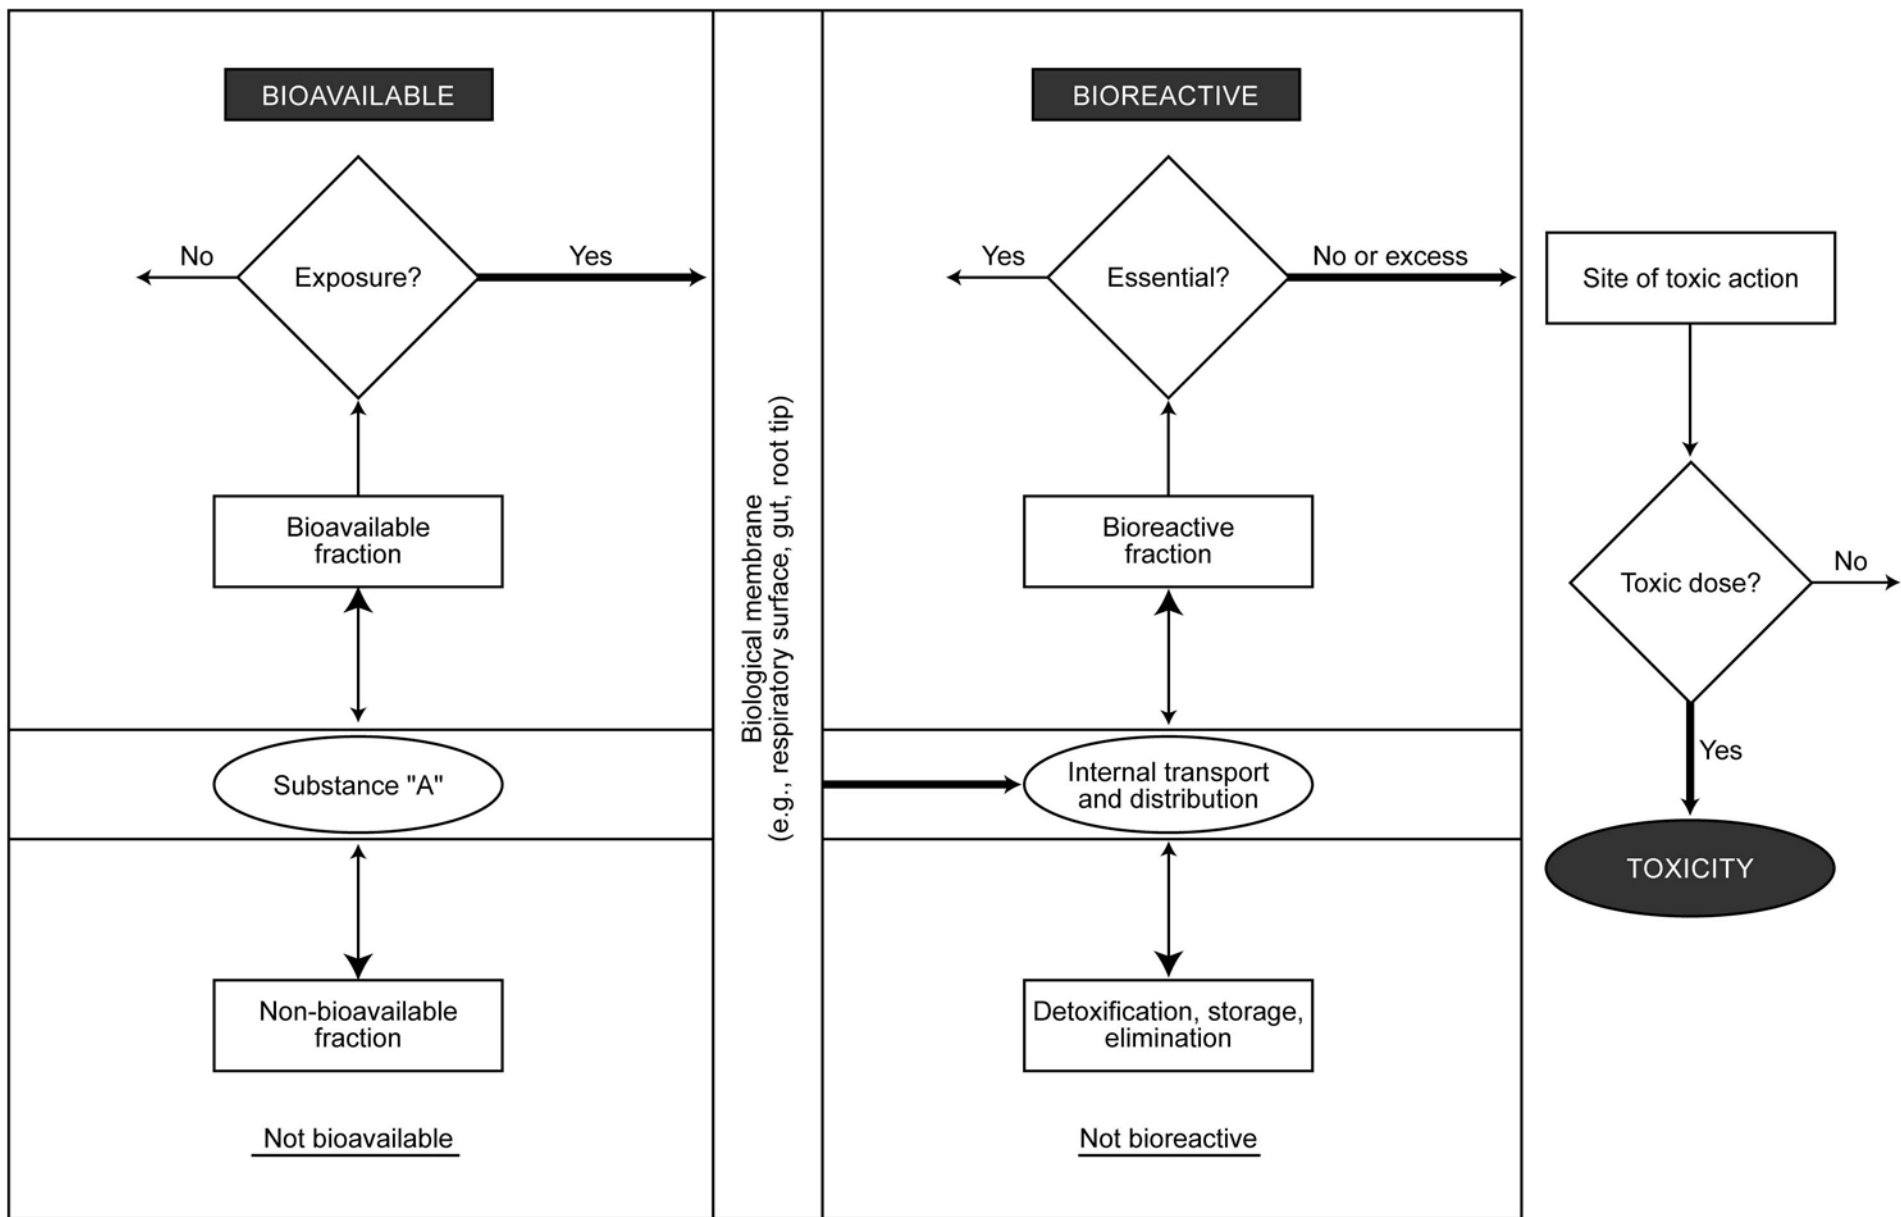 BIOAVAILABLE
No
Exposure?
Yes
Bioavailable
fraction
Substance "A"
Non-bioavailable
fraction
Not bioavailable
Biological membrane
(e.g., respiratory surface, gut, root tip)
BIOREACTIVE
Yes
Essential?
No or excess
Bioreactive
fraction
Internal transport
and distribution
Detoxification, storage,
elimination
Not bioreactive
Site of toxic action
Toxic dose?
No
Yes
TOXICITY